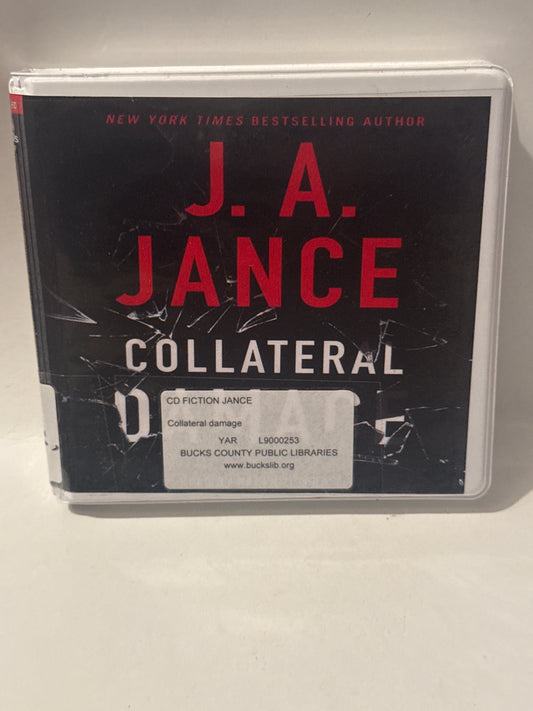 NEW YORK TIMES BESTSELLING AUTHOR
J. A.
JANCE
COLLATERAL
CD FICTION JANCE
Collateral damage
YAR L9000253
BUCKS COUNTY PUBLIC LIBRARIES
www.buckslib.org